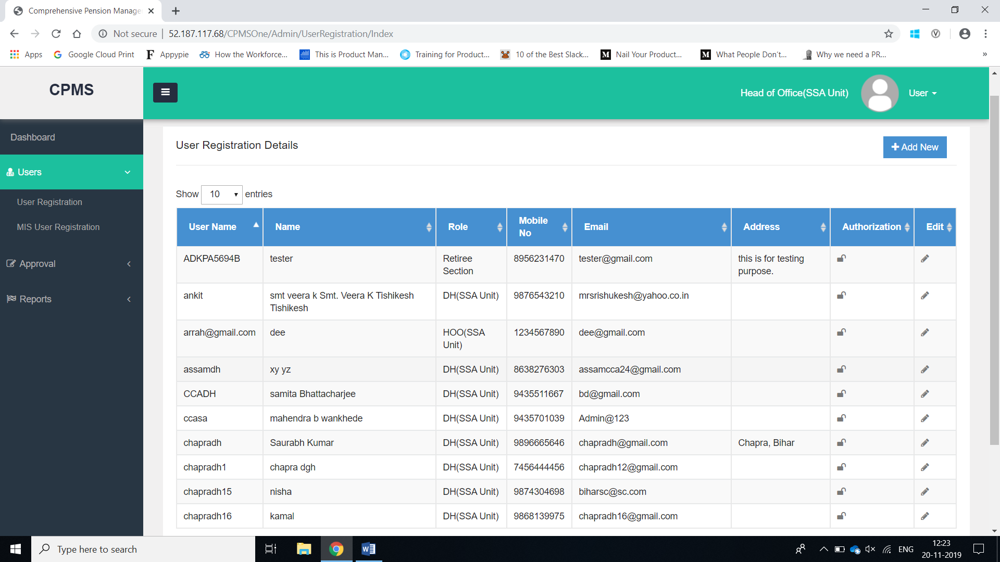 Comprehensive Pension Manage
Not secure | 52.187.117.68/CPMSOne/Admin/UserRegistration/Index
Apps Google Cloud Print Appypie How the Workforce... This is Product Man... Training for Product... 10 of the Best Slack... Nail Your Product... What People Don't... Why we need a PR... »
CPMS
Head of Office(SSA Unit) User
Dashboard
Users
User Registration
MIS User Registration
Approval
Reports
User Registration Details
Add New
Show 10 entries
User Name Name Role Mobile No Email Address Authorization Edit
ADKPA5694B tester Retiree Section 8956231470 tester@gmail.com this is for testing purpose.
ankit smt veera k Smt. Veera K Tishikesh Tishikesh DH(SSA Unit) 9876543210 mrsrishukesh@yahoo.co.in
arrah@gmail.com dee HOO(SSA Unit) 1234567890 dee@gmail.com
assamdh xy yz DH(SSA Unit) 8638276303 assamcca24@gmail.com
CCADH samita Bhattacharjee DH(SSA Unit) 9435511667 bd@gmail.com
ccasa mahendra b wankhede DH(SSA Unit) 9435701039 Admin@123
chapradh Saurabh Kumar DH(SSA Unit) 9896665646 chapradh@gmail.com Chapra, Bihar
chapradh1 chapra dgh DH(SSA Unit) 7456444456 chapradh12@gmail.com
chapradh15 nisha DH(SSA Unit) 9874304698 biharsc@sc.com
chapradh16 kamal DH(SSA Unit) 9868139975 chapradh16@gmail.com
Type here to search
ENG
12:23
20-11-2019